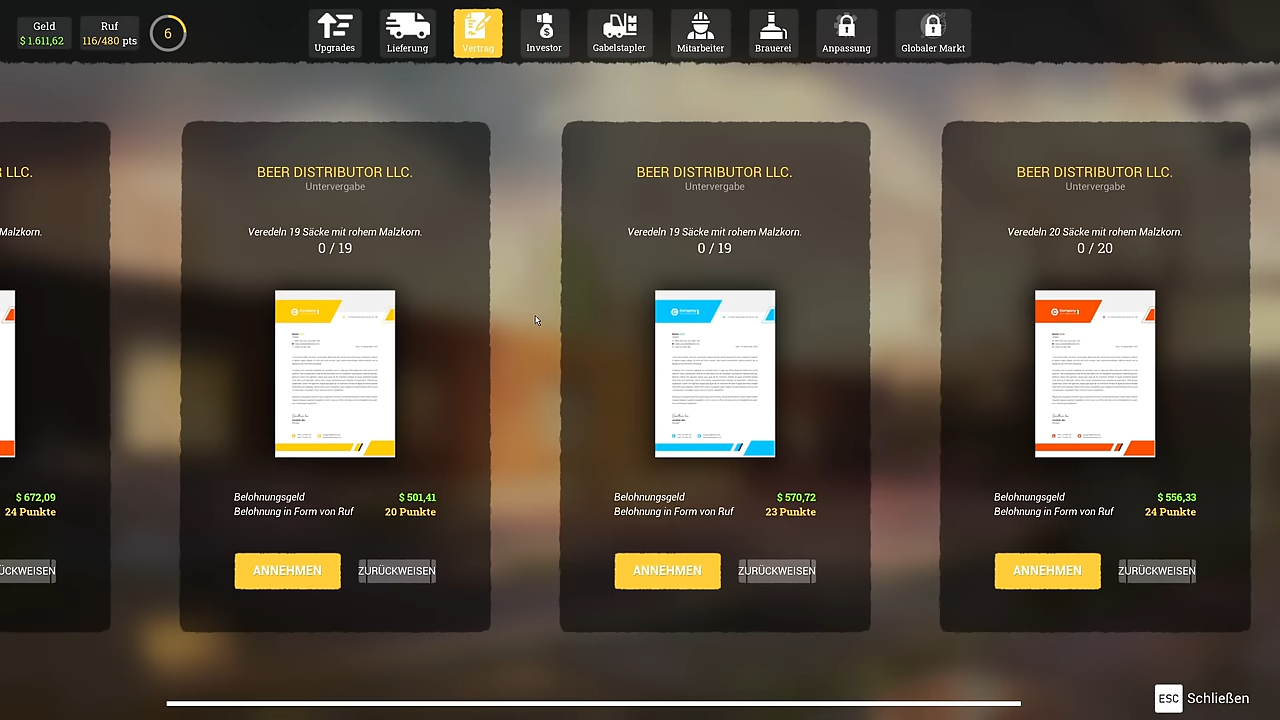 Geld
$ 1.611,62
Ruf
116/480 pts
6
Upgrades
Lieferung
Vertrag
Investor
Gabelstapler
Mitarbeiter
Brauerei
Anpassung
Globaler Markt
R LLC.
Malzkorn.
$ 672,09
24 Punkte
ÜCKWEISEN
BEER DISTRIBUTOR LLC.
Untervergabe
Veredeln 19 Säcke mit rohem Malzkorn.
0 / 19
Belohnungsgeld $ 501,41
Belohnung in Form von Ruf 20 Punkte
ANNEHMEN ZURÜCKWEISEN
BEER DISTRIBUTOR LLC.
Untervergabe
Veredeln 19 Säcke mit rohem Malzkorn.
0 / 19
Belohnungsgeld $ 570,72
Belohnung in Form von Ruf 23 Punkte
ANNEHMEN ZURÜCKWEISEN
BEER DISTRIBUTOR LLC.
Untervergabe
Veredeln 20 Säcke mit rohem Malzkorn.
0 / 20
Belohnungsgeld $ 556,33
Belohnung in Form von Ruf 24 Punkte
ANNEHMEN ZURÜCKWEISEN
ESC Schließen